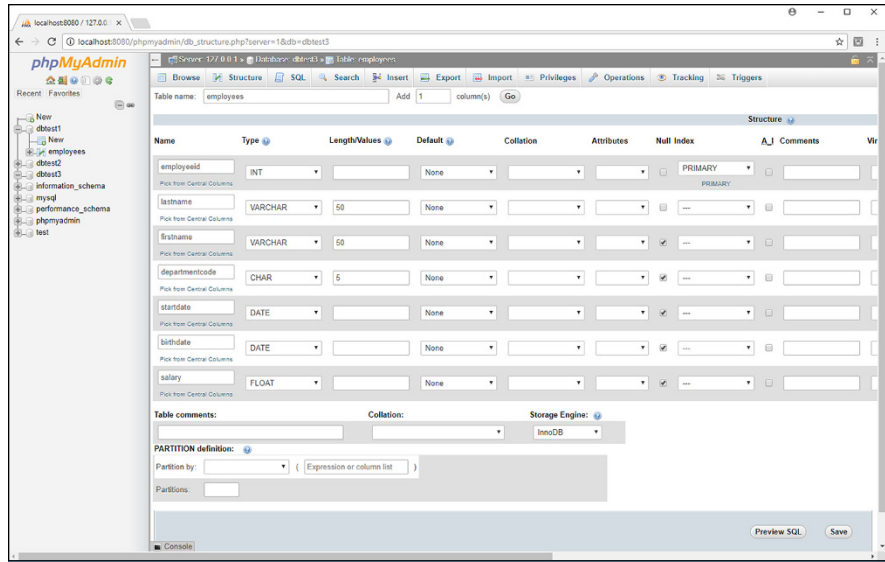 localhost:8080 / 127.0.0
localhost:8080/phpmyadmin/db_structure.php?server=1&db=dbtest3
phpMyAdmin
Recent Favorites
New
dbtest1
New
employees
dbtest2
dbtest3
information_schema
mysql
performance_schema
phpmyadmin
test
Server: 127.0.0.1 » Database: dbtest3 » Table: employees
Browse Structure SQL Search Insert Export Import Privileges Operations Tracking Triggers
Table name: employees Add 1 column(s) Go
Structure
Name Type Length/Values Default Collation Attributes Null Index A_I Comments Vir
employeeid INT None PRIMARY
Pick from Central Columns PRIMARY
lastname VARCHAR 50 None ---
Pick from Central Columns
firstname VARCHAR 50 None ---
Pick from Central Columns
departmentcode CHAR 5 None ---
Pick from Central Columns
startdate DATE None ---
Pick from Central Columns
birthdate DATE None ---
Pick from Central Columns
salary FLOAT None ---
Pick from Central Columns
Table comments: Collation: Storage Engine:
InnoDB
PARTITION definition:
Partition by: ( Expression or column list )
Partitions:
Preview SQL Save
Console